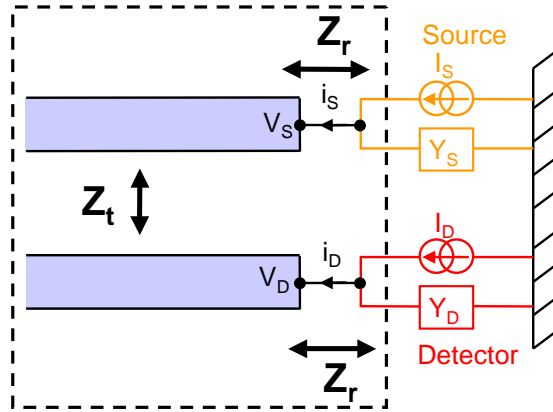 Z_r
Source
I_S
i_S
V_S
Y_S
Z_t
I_D
i_D
V_D
Y_D
Detector
Z_r